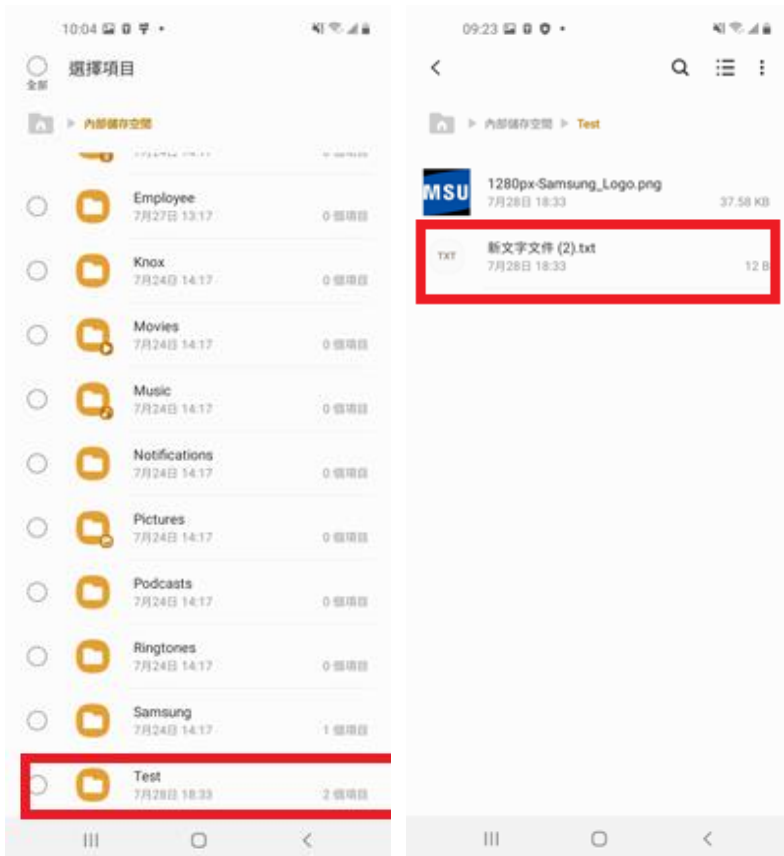 10:04
選擇項目
全部
內部儲存空間
Employee
7月27日 13:17
0 個項目
Knox
7月24日 14:17
0 個項目
Movies
7月24日 14:17
0 個項目
Music
7月24日 14:17
0 個項目
Notifications
7月24日 14:17
0 個項目
Pictures
7月24日 14:17
0 個項目
Podcasts
7月24日 14:17
0 個項目
Ringtones
7月24日 14:17
0 個項目
Samsung
7月24日 14:17
1 個項目
Test
7月28日 18:33
2 個項目
09:23
內部儲存空間 Test
MSU
1280px-Samsung_Logo.png
7月28日 18:33
37.58 KB
TXT
新文字文件 (2).txt
7月28日 18:33
12 B